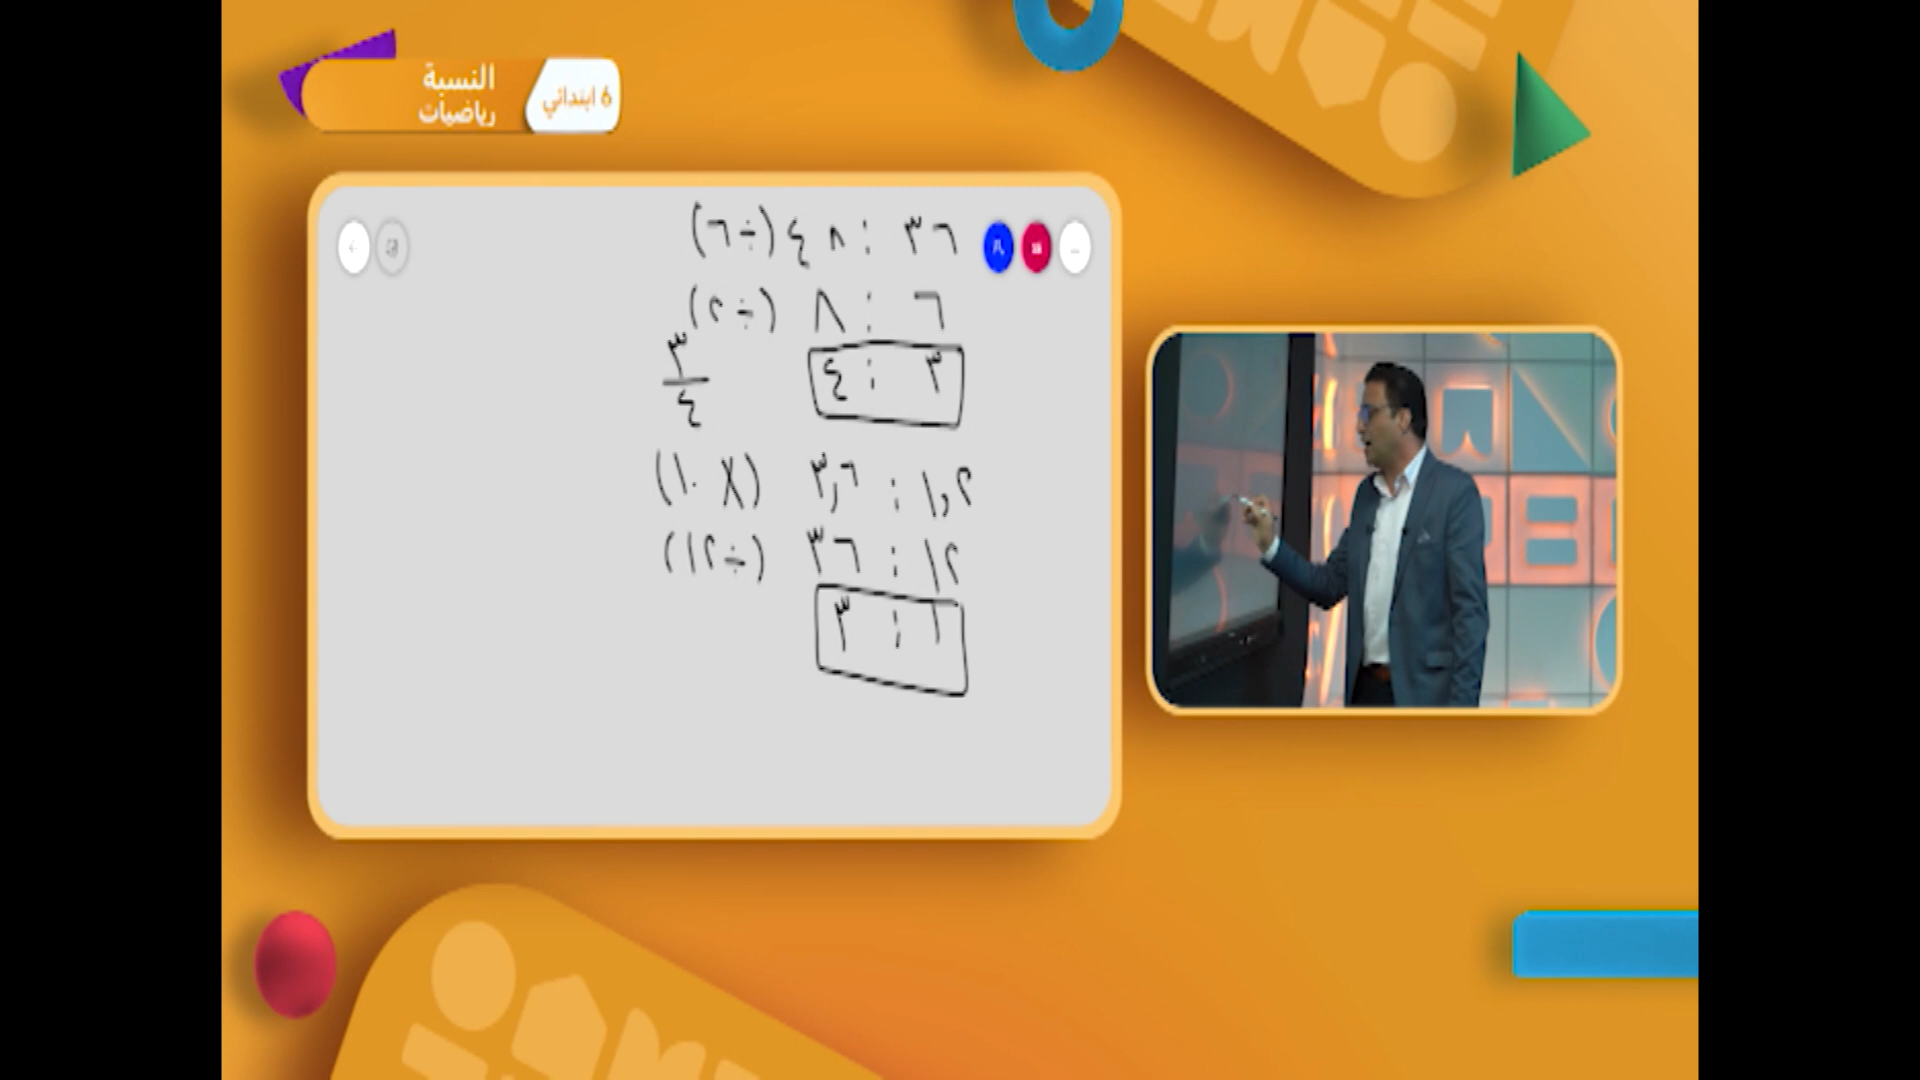 النسبة
رياضيات
6 ابتدائي
٣٦ : ٤٨ (÷٦)
٦ : ٨ (÷٢)
٣ : ٤
٣/٤
١,٢ : ٣,٦ (١٠ ×)
١٢ : ٣٦ (÷١٢)
١ : ٣